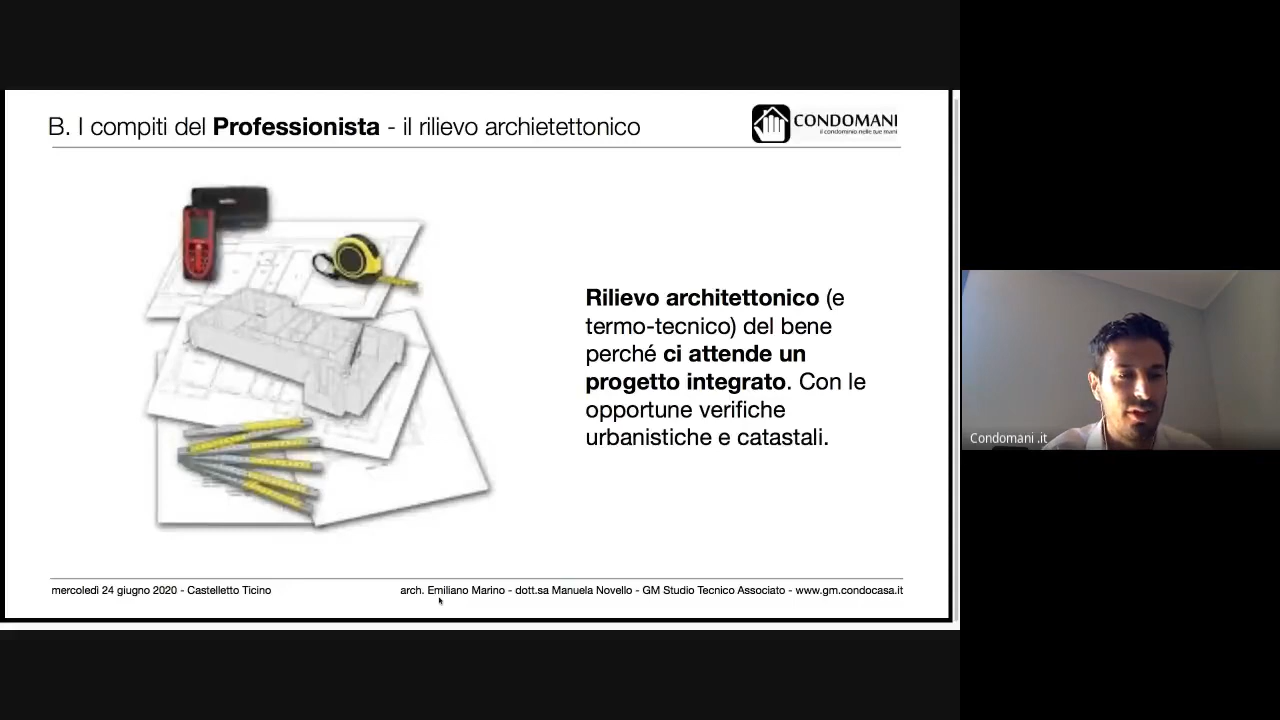 B. I compiti del Professionista - il rilievo archietettonico
CONDOMANI
il condominio nelle tue mani
Rilievo architettonico (e
termo-tecnico) del bene
perché ci attende un
progetto integrato. Con le
opportune verifiche
urbanistiche e catastali.
Condomani .it
mercoledì 24 giugno 2020 - Castelletto Ticino
arch. Emiliano Marino - dott.sa Manuela Novello - GM Studio Tecnico Associato - www.gm.condocasa.it